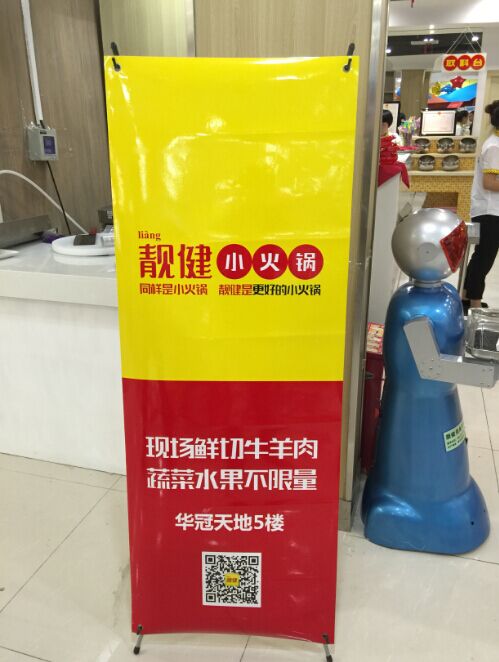 liàng
靓健小火锅
同样是小火锅 靓健是更好的小火锅
现场鲜切牛羊肉
蔬菜水果不限量
华冠天地5楼
靓健
饮料台